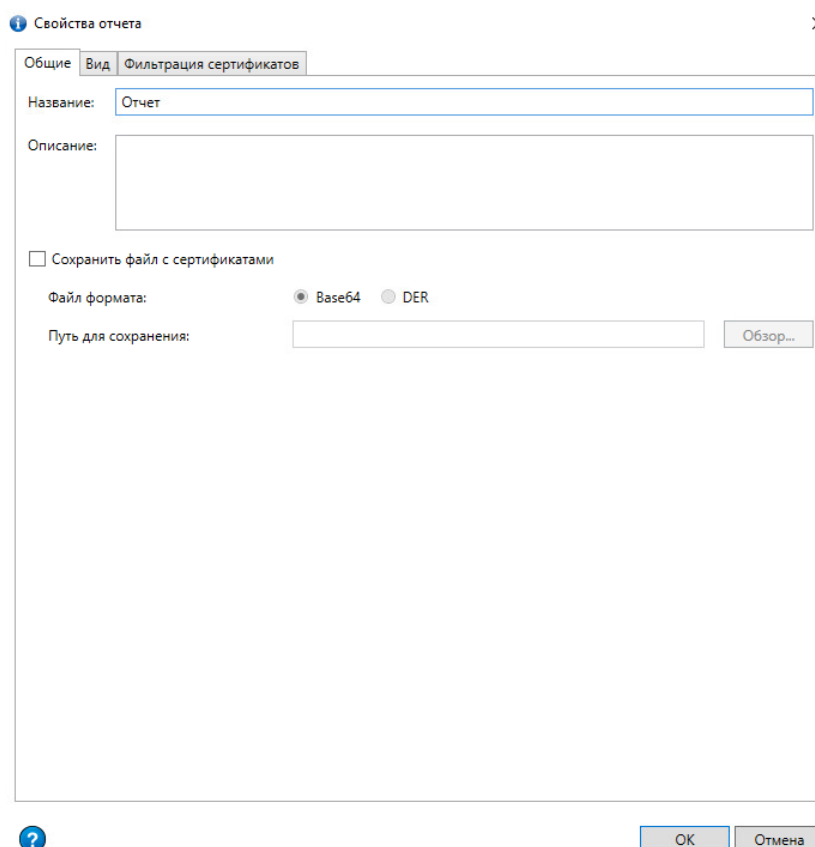 Свойства отчета
Общие Вид Фильтрация сертификатов
Название: Отчет
Описание:
Сохранить файл с сертификатами
Файл формата: Base64 DER
Путь для сохранения: Обзор...
? OK Отмена